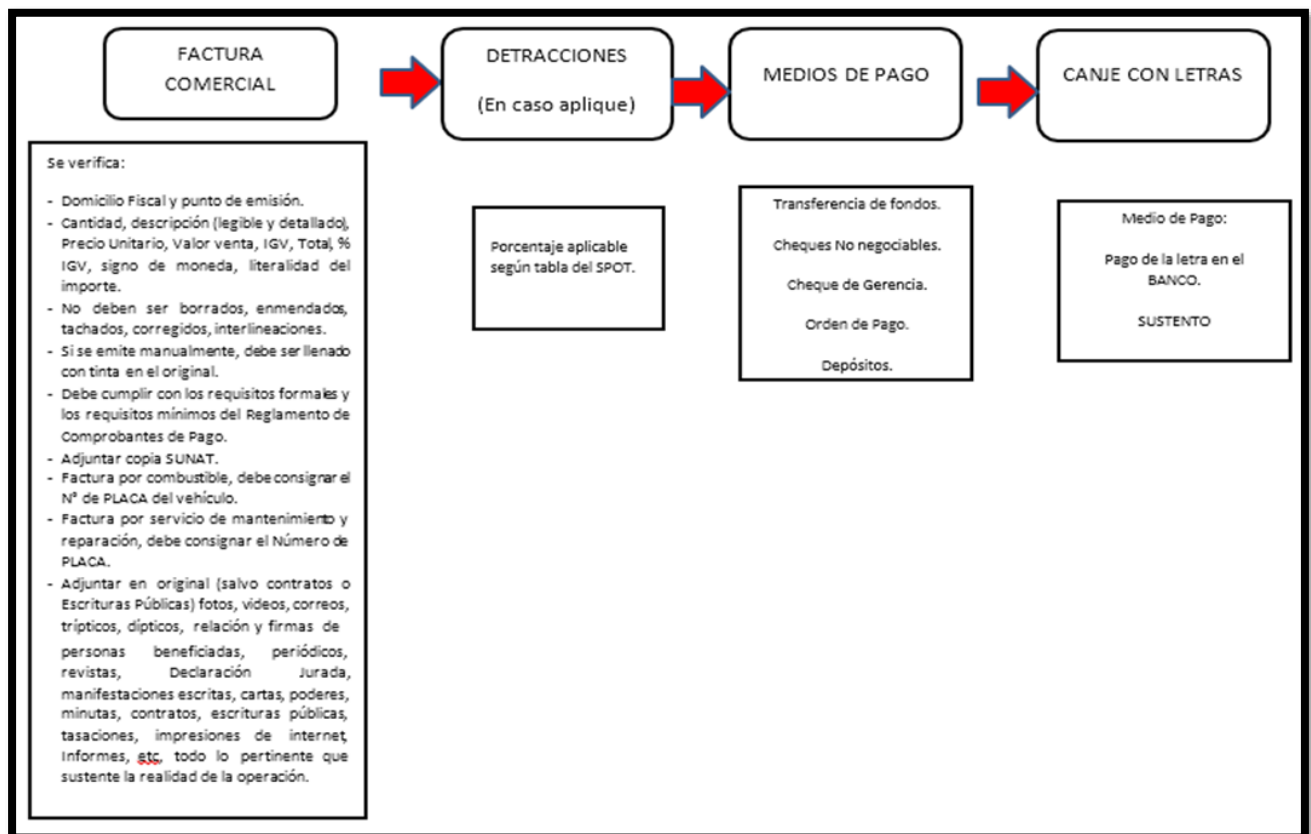 FACTURA
COMERCIAL
DETRACCIONES
(En caso aplique)
MEDIOS DE PAGO
CANJE CON LETRAS
Se verifica:
- Domicilio Fiscal y punto de emisión.
- Cantidad, descripción (legible y detallado),
Precio Unitario, Valor venta, IGV, Total, %
IGV, signo de moneda, literalidad del
importe.
- No deben ser borrados, enmendados,
tachados, corregidos, interlineaciones.
- Si se emite manualmente, debe ser llenado
con tinta en el original.
- Debe cumplir con los requisitos formales y
los requisitos mínimos del Reglamento de
Comprobantes de Pago.
- Adjuntar copia SUNAT.
- Factura por combustible, debe consignar el
N° de PLACA del vehículo.
- Factura por servicio de mantenimiento y
reparación, debe consignar el Número de
PLACA.
- Adjuntar en original (salvo contratos o
Escrituras Públicas) fotos, videos, correos,
trípticos, dípticos, relación y firmas de
personas beneficiadas, periódicos,
revistas, Declaración Jurada,
manifestaciones escritas, cartas, poderes,
minutas, contratos, escrituras públicas,
tasaciones, impresiones de internet,
Informes, etc, todo lo pertinente que
sustente la realidad de la operación.
Porcentaje aplicable
según tabla del SPOT.
Transferencia de fondos.
Cheques No negociables.
Cheque de Gerencia.
Orden de Pago.
Depósitos.
Medio de Pago:
Pago de la letra en el
BANCO.
SUSTENTO